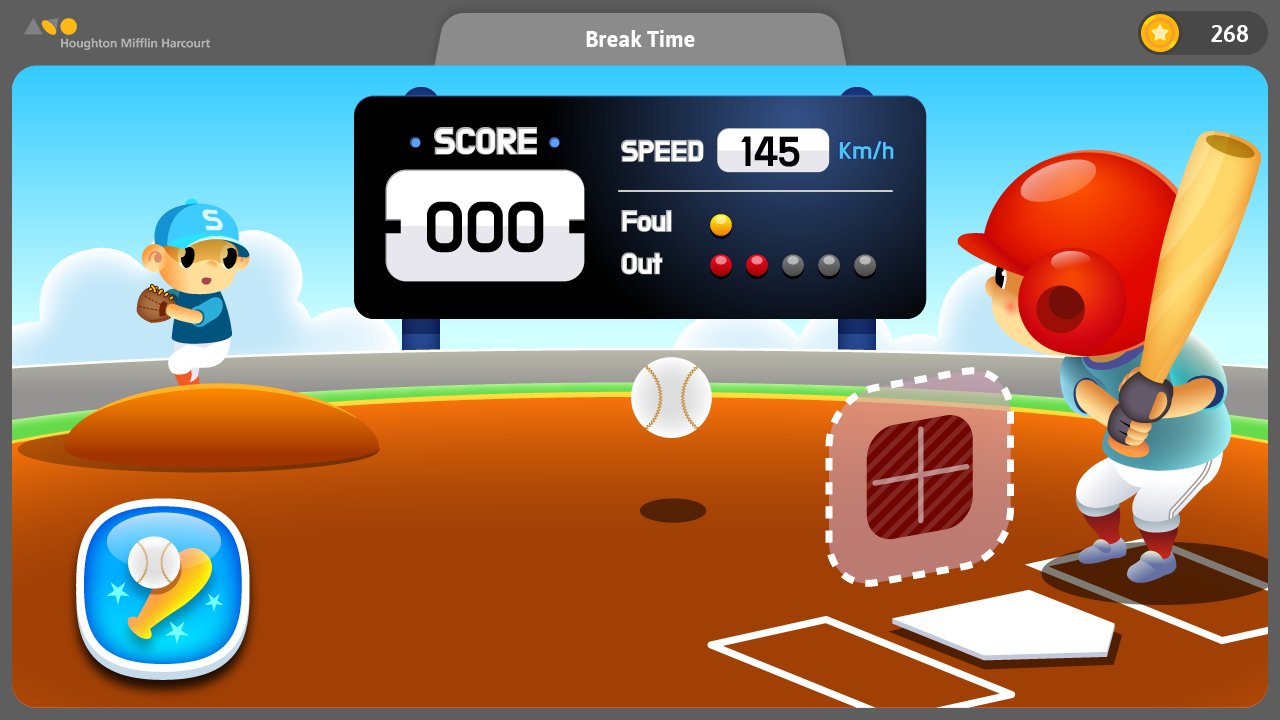 Houghton Mifflin Harcourt
Break Time
268
SCORE
000
SPEED 145 Km/h
Foul
Out
S